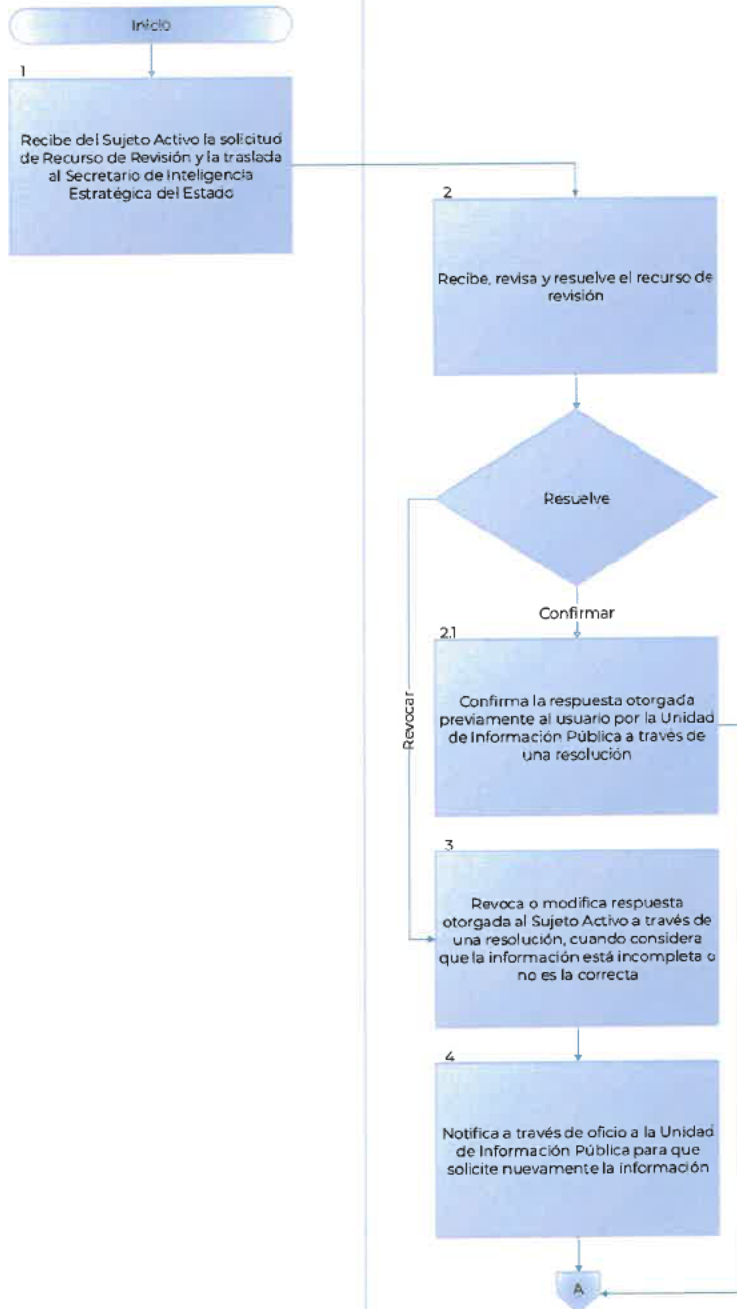 Inicio
1
Recibe del Sujeto Activo la solicitud
de Recurso de Revisión y la traslada
al Secretario de Inteligencia
Estratégica del Estado
2
Recibe, revisa y resuelve el recurso de
revisión
Resuelve
Confirmar
Revocar
2.1
Confirma la respuesta otorgada
previamente al usuario por la Unidad
de Información Pública a través de
una resolución
3
Revoca o modifica respuesta
otorgada al Sujeto Activo a través de
una resolución, cuando considera
que la información está incompleta o
no es la correcta
4
Notifica a través de oficio a la Unidad
de Información Pública para que
solicite nuevamente la información
A